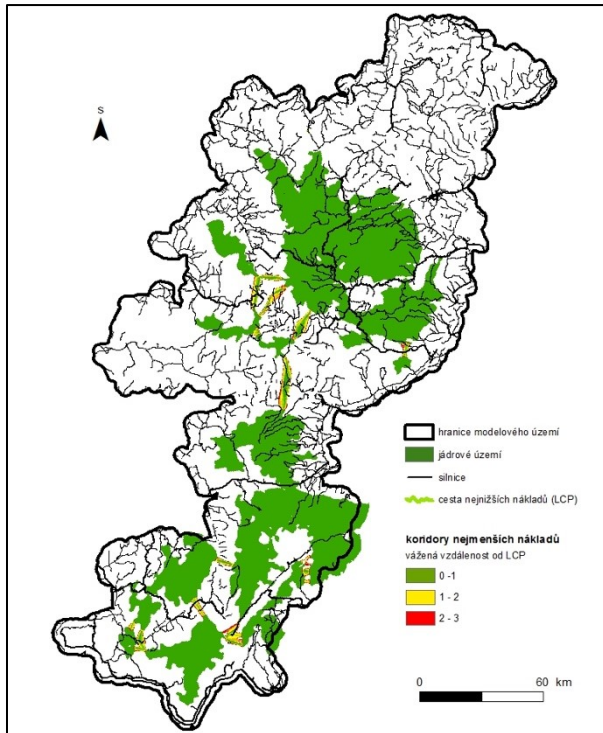 S
hranice modelového území
jádrové území
silnice
cesta nejnižších nákladů (LCP)
koridory nejmenších nákladů
vážená vzdálenost od LCP
0 - 1
1 - 2
2 - 3
0 60 km